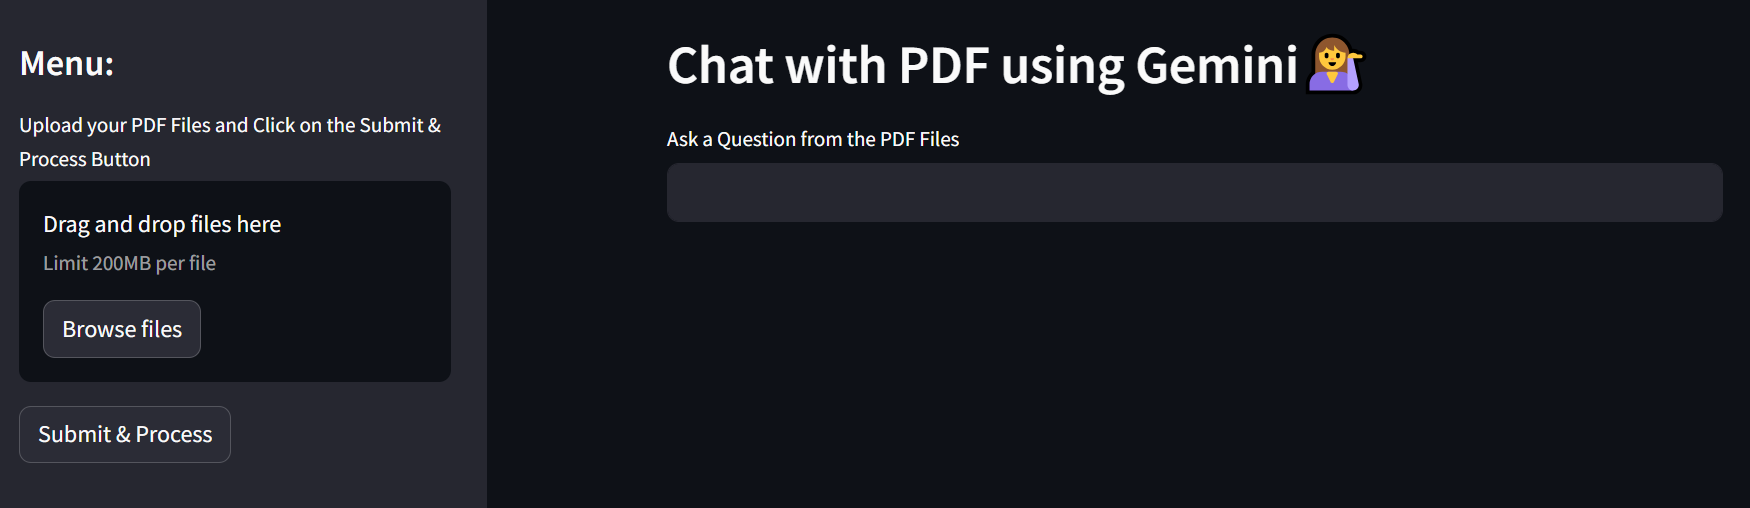 Menu:
Upload your PDF Files and Click on the Submit &
Process Button
Drag and drop files here
Limit 200MB per file
Browse files
Submit & Process
Chat with PDF using Gemini💁‍♀️
Ask a Question from the PDF Files